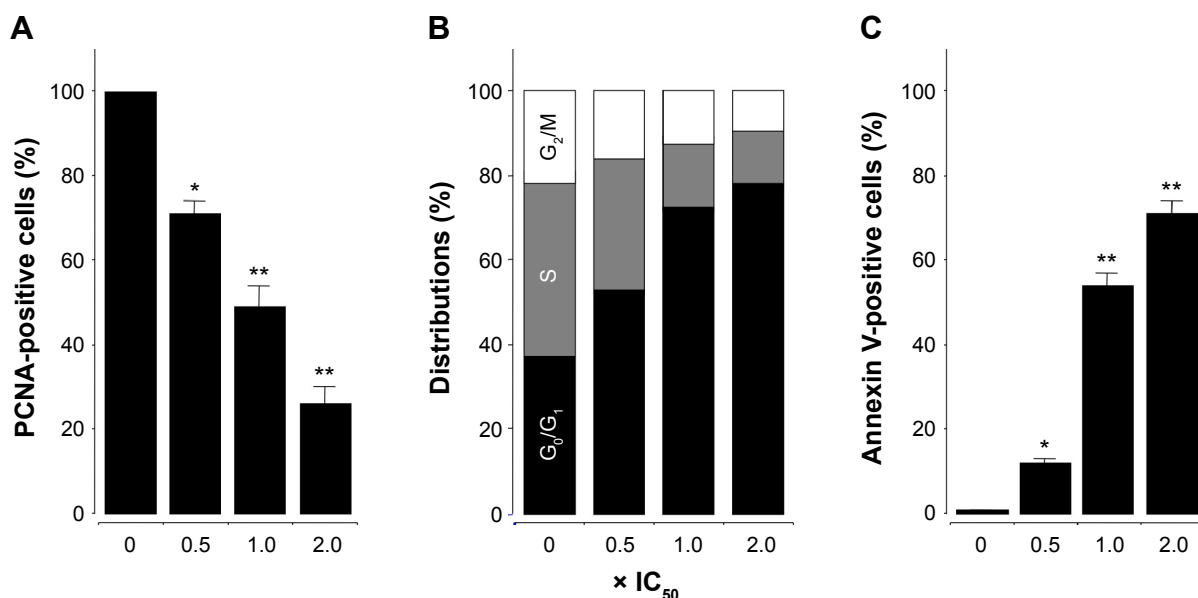 A
PCNA-positive cells (%)
100
80
60
40
20
0
*
**
**
0 0.5 1.0 2.0
B
Distributions (%)
100
80
60
40
20
0
G₂/M
S
G₀/G₁
0 0.5 1.0 2.0
× IC₅₀
C
Annexin V-positive cells (%)
100
80
60
40
20
0
*
**
**
0 0.5 1.0 2.0